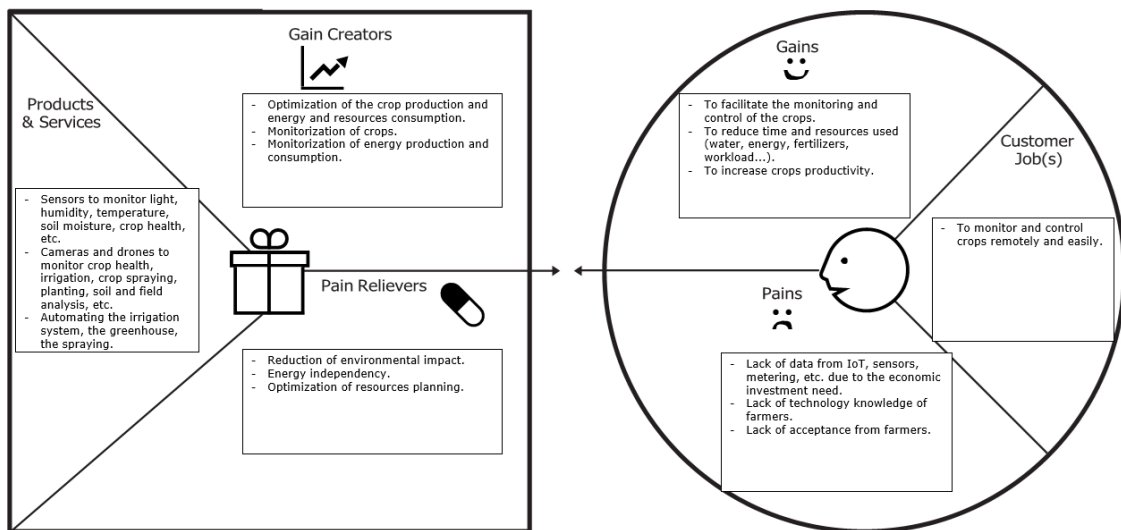 Gain Creators
- Optimization of the crop production and
energy and resources consumption.
- Monitorization of crops.
- Monitorization of energy production and
consumption.
Products
& Services
- Sensors to monitor light,
humidity, temperature,
soil moisture, crop health,
etc.
- Cameras and drones to
monitor crop health,
irrigation, crop spraying,
planting, soil and field
analysis, etc.
- Automating the irrigation
system, the greenhouse,
the spraying.
Pain Relievers
- Reduction of environmental impact.
- Energy independency.
- Optimization of resources planning.
Gains
- To facilitate the monitoring and
control of the crops.
- To reduce time and resources used
(water, energy, fertilizers,
workload...).
- To increase crops productivity.
Customer
Job(s)
- To monitor and control
crops remotely and easily.
Pains
- Lack of data from IoT, sensors,
metering, etc. due to the economic
investment need.
- Lack of technology knowledge of
farmers.
- Lack of acceptance from farmers.